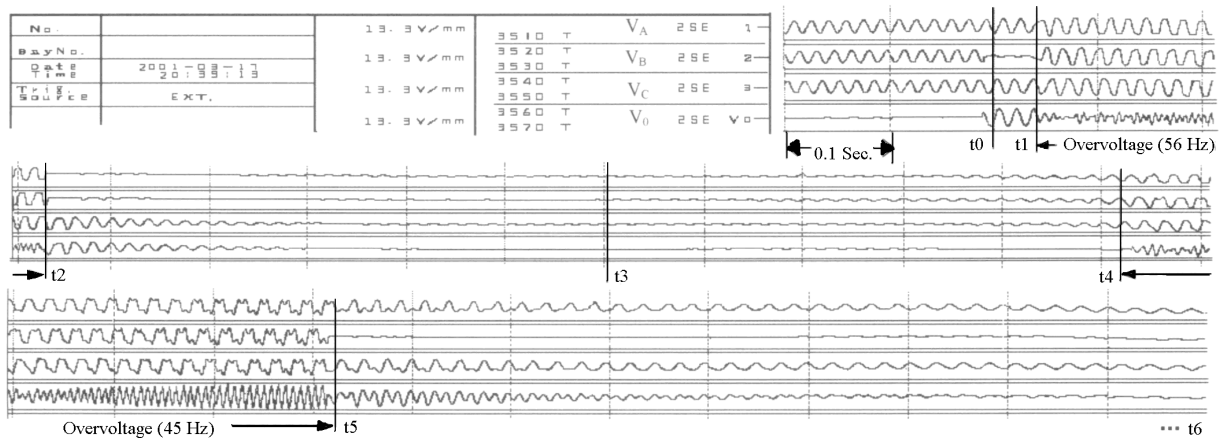 No.
BayNo.
Date 2001-03-17
Time 20:39:13
Trig. Source EXT.
13.3V/mm
13.3V/mm
13.3V/mm
13.3V/mm
3510 T VA 2SE 1
3520 T
3530 T VB 2SE 2
3540 T
3550 T VC 2SE 3
3560 T
3570 T V0 2SE V0
0.1 Sec. t0 t1 Overvoltage (56 Hz)
t2 t3 t4
Overvoltage (45 Hz) t5 ... t6